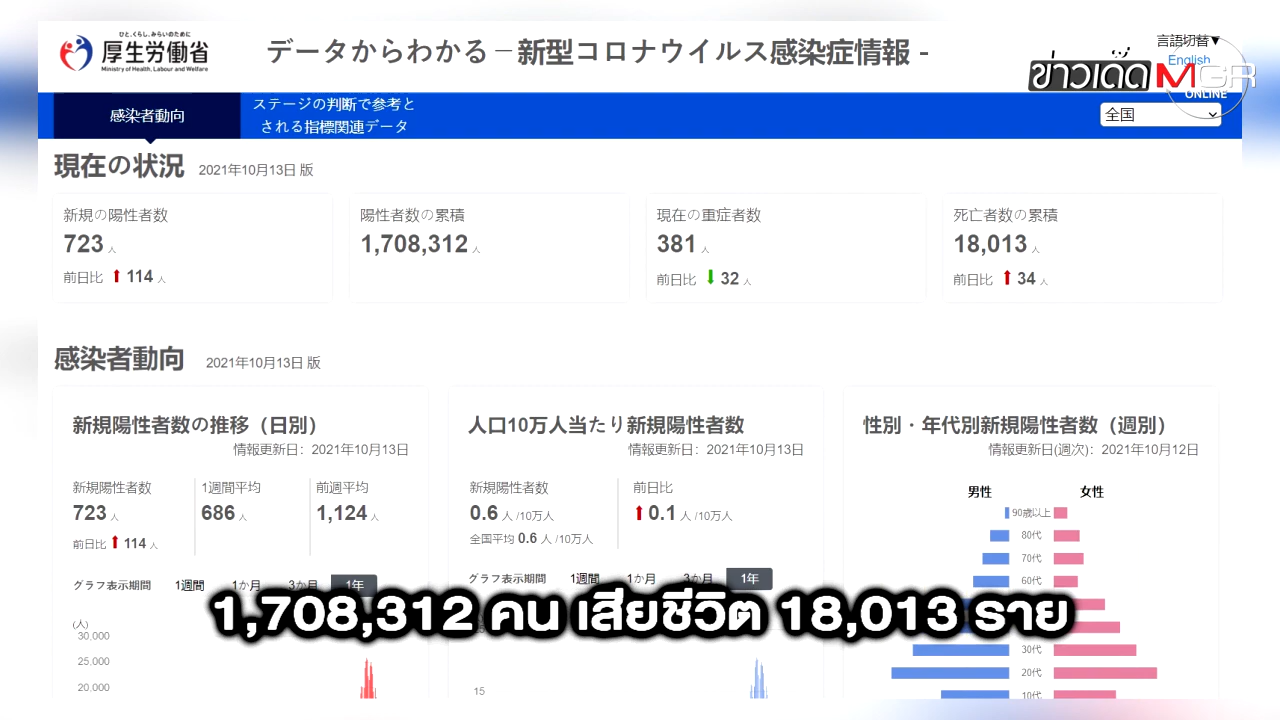 ひと、くらし、みらいのために
厚生労働省
Ministry of Health, Labour and Welfare
データからわかる－新型コロナウイルス感染症情報 -
言語切替▼
English
ข่าวเด็ด MGR
ONLINE
感染者動向
ステージの判断で参考と
される指標関連データ
全国
現在の状況 2021年10月13日 版
新規の陽性者数
723 人
前日比 ⬆ 114 人
陽性者数の累積
1,708,312 人
現在の重症者数
381 人
前日比 ⬇ 32 人
死亡者数の累積
18,013 人
前日比 ⬆ 34 人
感染者動向 2021年10月13日 版
新規陽性者数の推移（日別）
情報更新日：2021年10月13日
新規陽性者数
723 人
前日比 ⬆ 114 人
1週間平均
686 人
前週平均
1,124 人
グラフ表示期間 1週間 1か月 3か月 1年
(人)
30,000
25,000
20,000
人口10万人当たり新規陽性者数
情報更新日：2021年10月13日
新規陽性者数
0.6 人 /10万人
全国平均 0.6 人 /10万人
前日比
⬆ 0.1 人 /10万人
グラフ表示期間 1週間 1か月 3か月 1年
15
性別・年代別新規陽性者数（週別）
情報更新日(週次)：2021年10月12日
男性 女性
90歳以上
80代
70代
60代
30代
20代
10代
1,708,312 คน เสียชีวิต 18,013 ราย